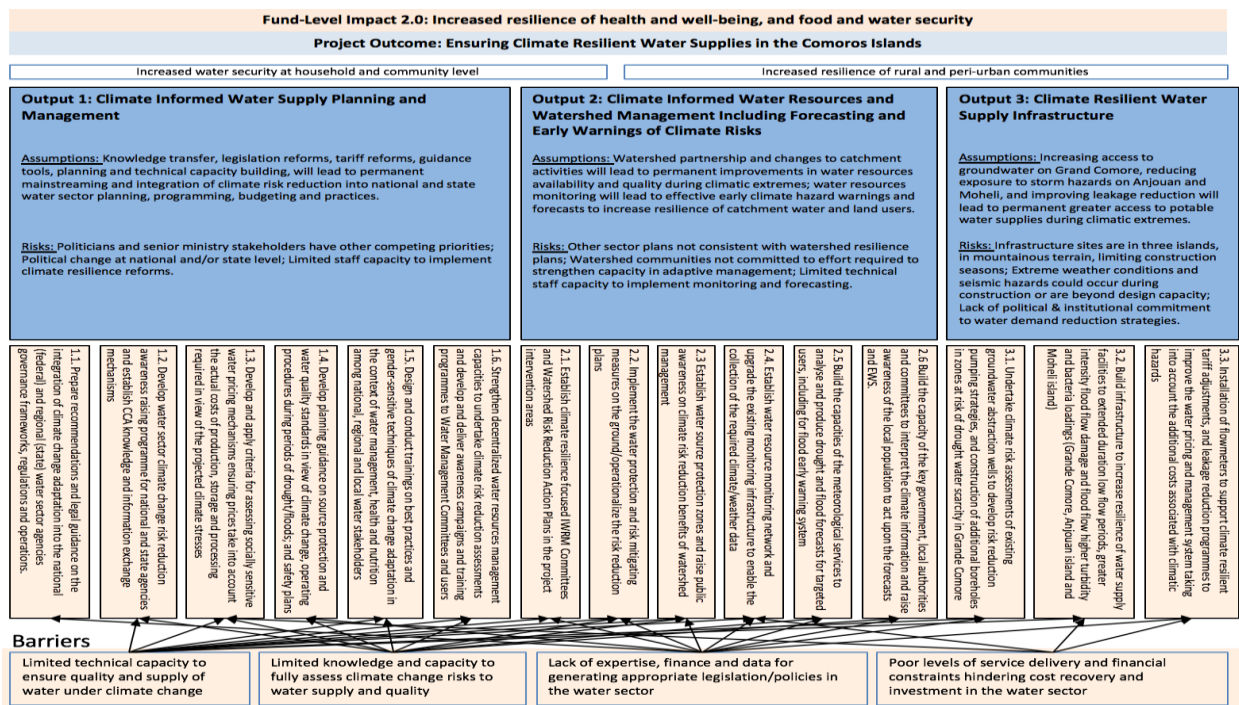 Fund-Level Impact 2.0: Increased resilience of health and well-being, and food and water security
Project Outcome: Ensuring Climate Resilient Water Supplies in the Comoros Islands
Increased water security at household and community level
Increased resilience of rural and peri-urban communities
Output 1: Climate Informed Water Supply Planning and
Management
Assumptions: Knowledge transfer, legislation reforms, tariff reforms, guidance
tools, planning and technical capacity building, will lead to permanent
mainstreaming and integration of climate risk reduction into national and state
water sector planning, programming, budgeting and practices.
Risks: Politicians and senior ministry stakeholders have other competing priorities;
Political change at national and/or state level; Limited staff capacity to implement
climate resilience reforms.
Output 2: Climate Informed Water Resources and
Watershed Management Including Forecasting and
Early Warnings of Climate Risks
Assumptions: Watershed partnership and changes to catchment
activities will lead to permanent improvements in water resources
availability and quality during climatic extremes; water resources
monitoring will lead to effective early climate hazard warnings and
forecasts to increase resilience of catchment water and land users.
Risks: Other sector plans not consistent with watershed resilience
plans; Watershed communities not committed to effort required to
strengthen capacity in adaptive management; Limited technical
staff capacity to implement monitoring and forecasting.
Output 3: Climate Resilient Water
Supply Infrastructure
Assumptions: Increasing access to
groundwater on Grand Comore, reducing
exposure to storm hazards on Anjouan and
Moheli, and improving leakage reduction will
lead to permanent greater access to potable
water supplies during climatic extremes.
Risks: Infrastructure sites are in three islands,
in mountainous terrain, limiting construction
seasons; Extreme weather conditions and
seismic hazards could occur during
construction or are beyond design capacity;
Lack of political & institutional commitment
to water demand reduction strategies.
1.1. Prepare recommendations and legal guidance on the
integration of climate change adaptation into the national
(federal) and regional (state) water sector agencies
governance frameworks, regulations and operations.
1.2. Develop water sector climate change risk reduction
awareness raising programme for national and state agencies
and establish CCA knowledge and information exchange
mechanisms
1.3. Develop and apply criteria for assessing socially sensitive
water pricing mechanisms ensuring prices take into account
the actual costs of production, storage and processing
required in view of the projected climate stresses
1.4. Develop planning guidance on source protection and
water quality standards in view of climate change, operating
procedures during periods of drought/floods; and safety plans
1.5. Design and conduct trainings on best practices and
gender-sensitive techniques of climate change adaptation in
the context of water management, health and nutrition
among national, regional and local water stakeholders
1.6. Strengthen decentralized water resources management
capacities to undertake climate risk reduction assessments
and develop and deliver awareness campaigns and training
programmes to Water Management Committees and users
2.1. Establish climate resilience focused IWRM Committees
and Watershed Risk Reduction Action Plans in the project
intervention areas
2.2. Implement the water protection and risk mitigating
measures on the ground/operationalize the risk reduction
plans
2.3 Establish water source protection zones and raise public
awareness on climate risk reduction benefits of watershed
management
2.4. Establish water resource monitoring network and
upgrade the existing monitoring infrastructure to enable the
collection of the required climate/weather data
2.5 Build the capacities of the meteorological services to
analyse and produce drought and flood forecasts for targeted
users, including for flood early warning system
2.6 Build the capacity of the key government, local authorities
and committees to interpret the climate information and raise
awareness of the local population to act upon the forecasts
and EWS.
3.1. Undertake climate risk assessments of existing
groundwater abstraction wells to develop risk reduction
pumping strategies, and construction of additional boreholes
in zones at risk of drought water scarcity in Grande Comore
3.2. Build infrastructure to increase resilience of water supply
facilities to extended duration low flow periods, greater
intensity flood flow damage and flood flow higher turbidity
and bacteria loadings (Grande Comore, Anjouan island and
Moheli island)
3.3. Installation of flowmeters to support climate resilient
tariff adjustments, and leakage reduction programmes to
improve the water pricing and management system taking
into account the additional costs associated with climatic
hazards
Barriers
Limited technical capacity to
ensure quality and supply of
water under climate change
Limited knowledge and capacity to
fully assess climate change risks to
water supply and quality
Lack of expertise, finance and data for
generating appropriate legislation/policies in
the water sector
Poor levels of service delivery and financial
constraints hindering cost recovery and
investment in the water sector